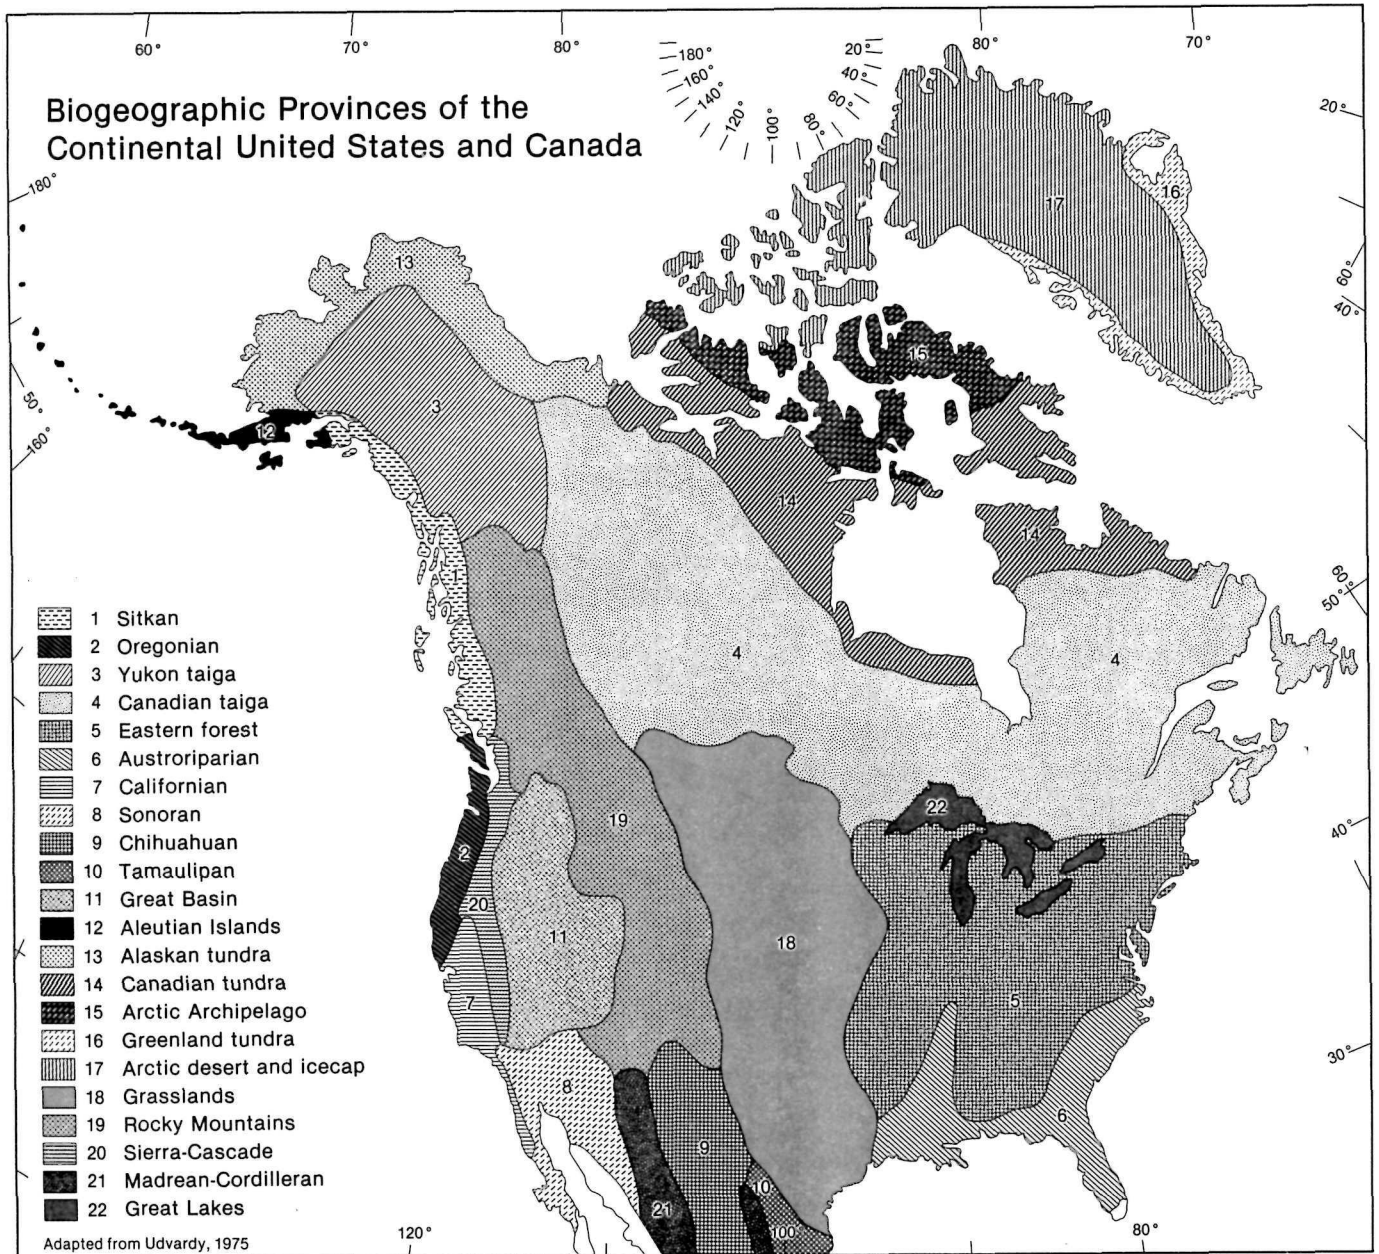 60° 70° 80° 180° 20° 80° 70°
160° 40°
140° 60°
120° 100° 80°
20°
Biogeographic Provinces of the
Continental United States and Canada
180°
16
17
13
60°
40°
15
3
50°
12
160°
14
14
1
60°
50°
4
4
1 Sitkan
2 Oregonian
3 Yukon taiga
4 Canadian taiga
5 Eastern forest
6 Austroriparian
7 Californian
8 Sonoran
9 Chihuahuan
10 Tamaulipan
11 Great Basin
12 Aleutian Islands
13 Alaskan tundra
14 Canadian tundra
15 Arctic Archipelago
16 Greenland tundra
17 Arctic desert and icecap
18 Grasslands
19 Rocky Mountains
20 Sierra-Cascade
21 Madrean-Cordilleran
22 Great Lakes
22
19
40°
2
20
11
18
7
5
30°
8
6
9
10
21
120° 100° 80°
Adapted from Udvardy, 1975